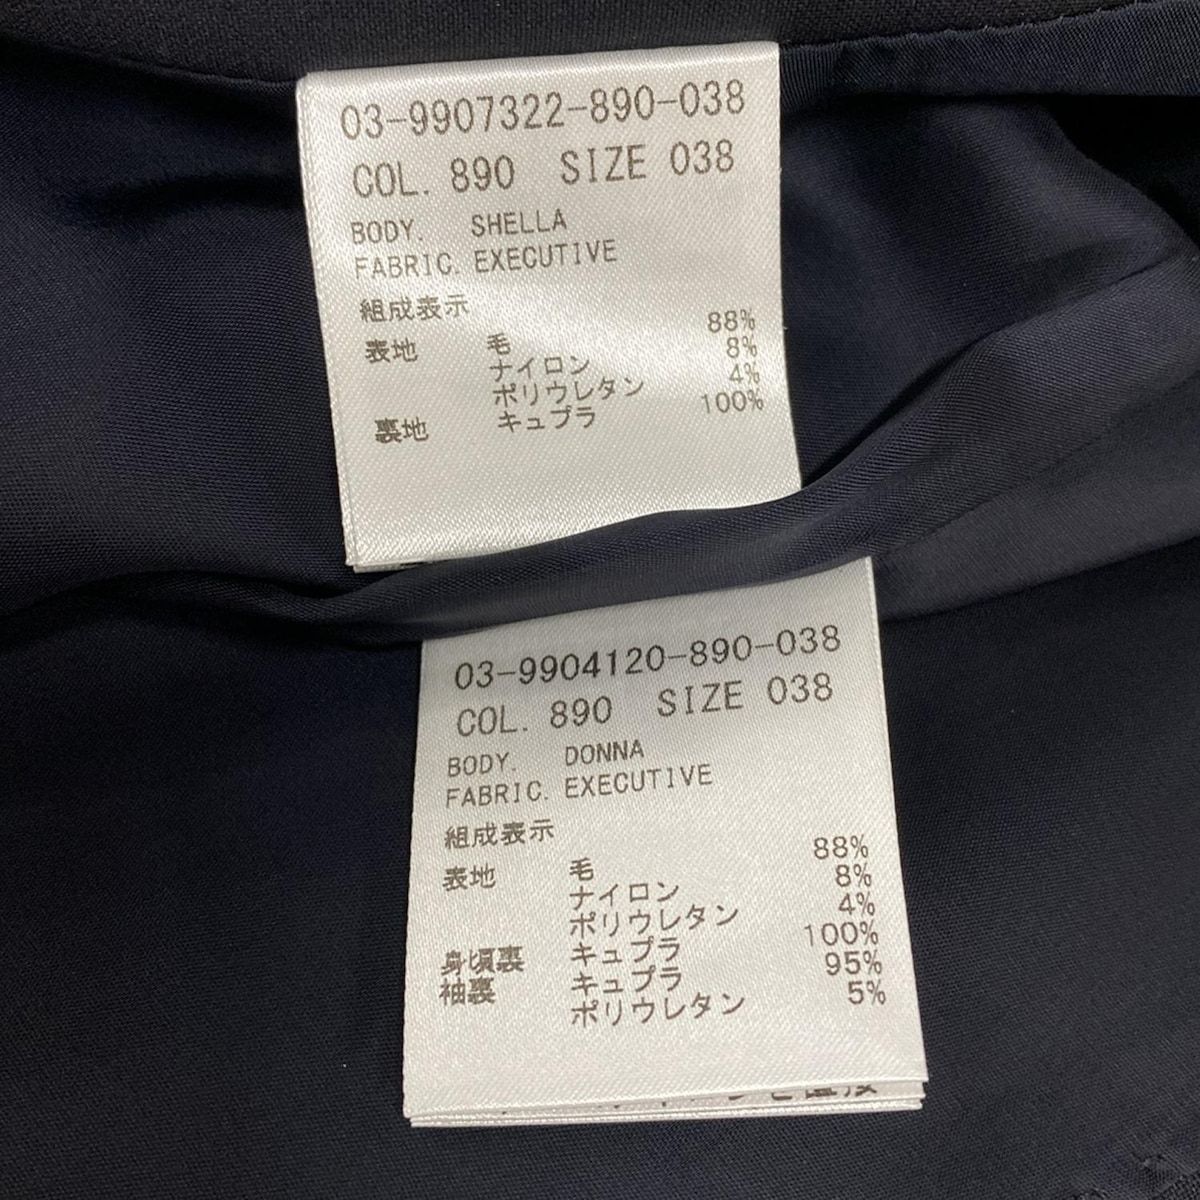 03-9907322-890-038
COL. 890 SIZE 038
BODY. SHELLA
FABRIC. EXECUTIVE
組成表示
表地 毛 88%
ナイロン 8%
ポリウレタン 4%
裏地 キュプラ 100%
03-9904120-890-038
COL. 890 SIZE 038
BODY. DONNA
FABRIC. EXECUTIVE
組成表示
表地 毛 88%
ナイロン 8%
ポリウレタン 4%
身頃裏 キュプラ 100%
袖裏 キュプラ 95%
ポリウレタン 5%